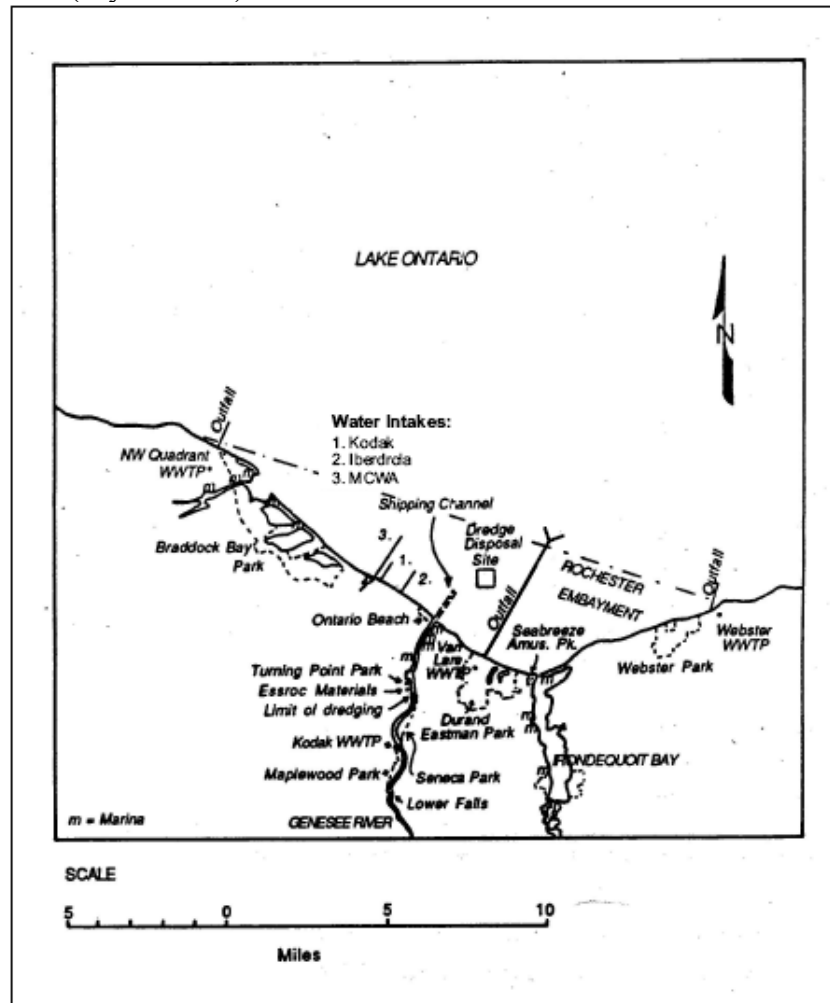 LAKE ONTARIO
N
Outfall
Water Intakes:
1. Kodak
2. Iberdrola
3. MCWA
NW Quadrant
WWTP*
m
m
Shipping Channel
Dredge
Disposal
Site
3.
1.
2.
Braddock Bay
Park
Outfall
ROCHESTER
EMBAYMENT
Outfall
Ontario Beach
Seabreeze
Amus. Pk.
Webster
WWTP
Van
Lare
WWTP
Webster Park
m
m
m
Turning Point Park
Essroc Materials
Limit of dredging
Durand
Eastman Park
m
m
Kodak WWTP
IRONDEQUOIT BAY
Maplewood Park
Seneca Park
m
Lower Falls
m = Marina
GENESEE RIVER
SCALE
5 0 5 10
Miles